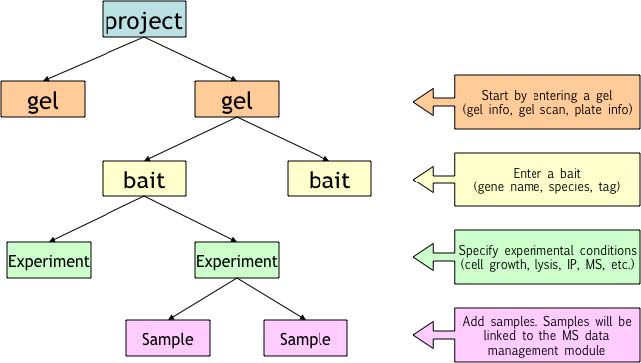 project
gel
gel
Start by entering a gel
(gel info, gel scan, plate info)
bait
bait
Enter a bait
(gene name, species, tag)
Experiment
Experiment
Specify experimental conditions
(cell growth, lysis, IP, MS, etc.)
Sample
Sample
Add samples. Samples will be
linked to the MS data
management module